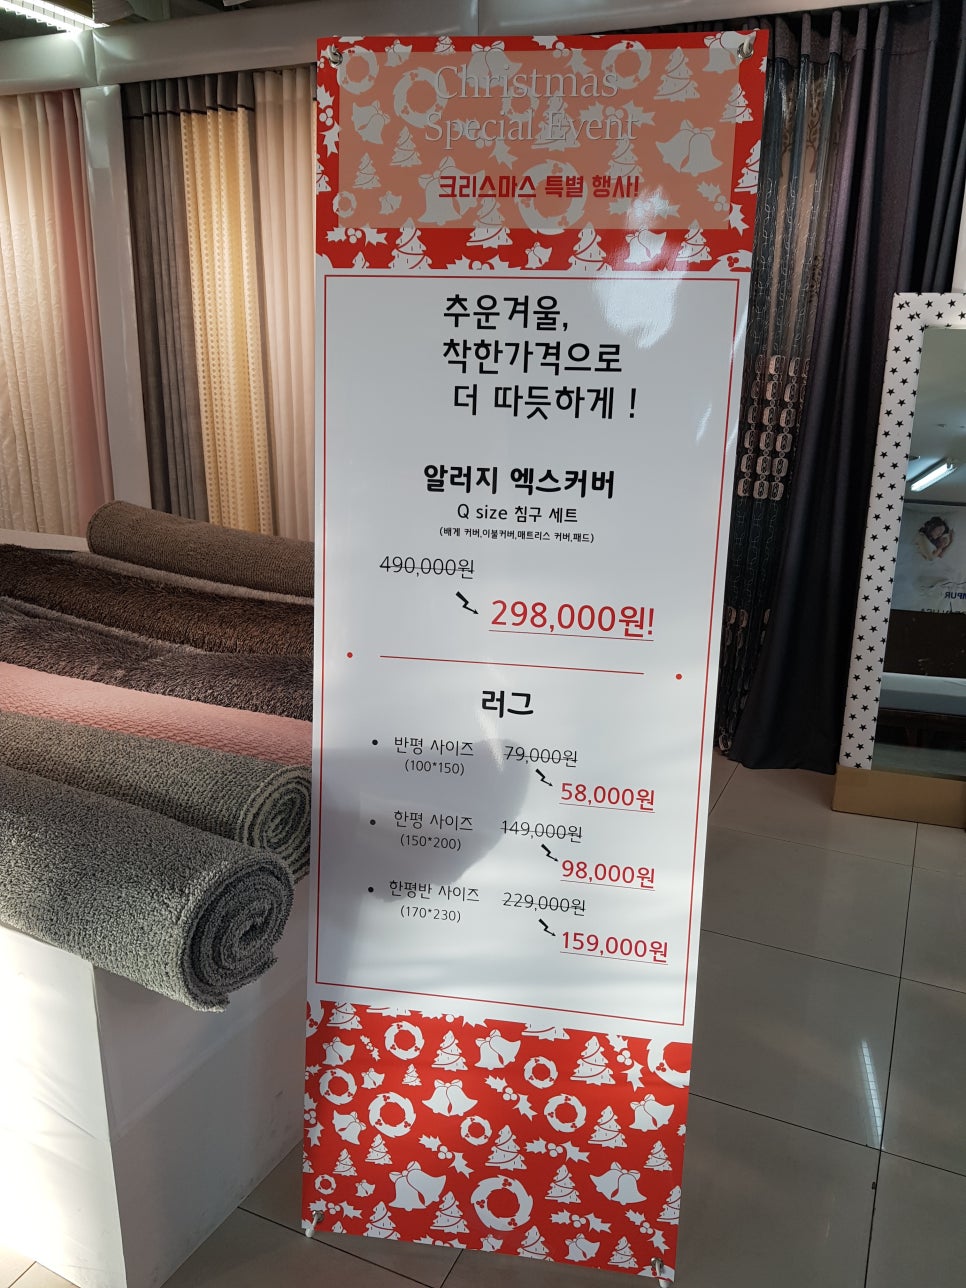 Christmas
Special Event
크리스마스 특별 행사!
추운겨울,
착한가격으로
더 따듯하게 !
알러지 엑스커버
Q size 침구 세트
(배게 커버,이불커버,매트리스 커버,패드)
490,000원
298,000원!
러그
• 반평 사이즈 79,000원
(100*150)
58,000원
• 한평 사이즈 149,000원
(150*200)
98,000원
• 한평반 사이즈 229,000원
(170*230)
159,000원